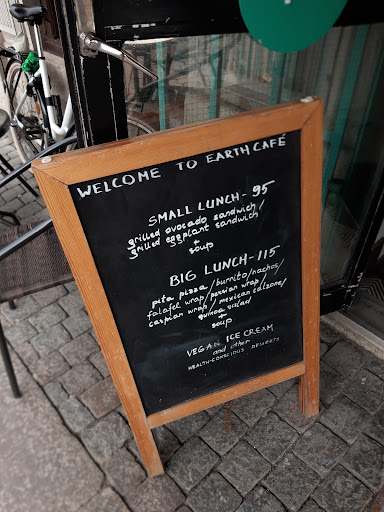 WELCOME TO EARTH CAFÉ
SMALL LUNCH - 95
grilled avocado sandwich/
grilled eggplant sandwich/
+
soup
BIG LUNCH - 115
pita pizza/burrito/nachos/
falafel wrap/persian wrap/
caspian wrap/mexican calzone/
quinoa salad
+
soup
VEGAN ICE CREAM
and other
HEALTH-CONSCIOUS DESSERTS